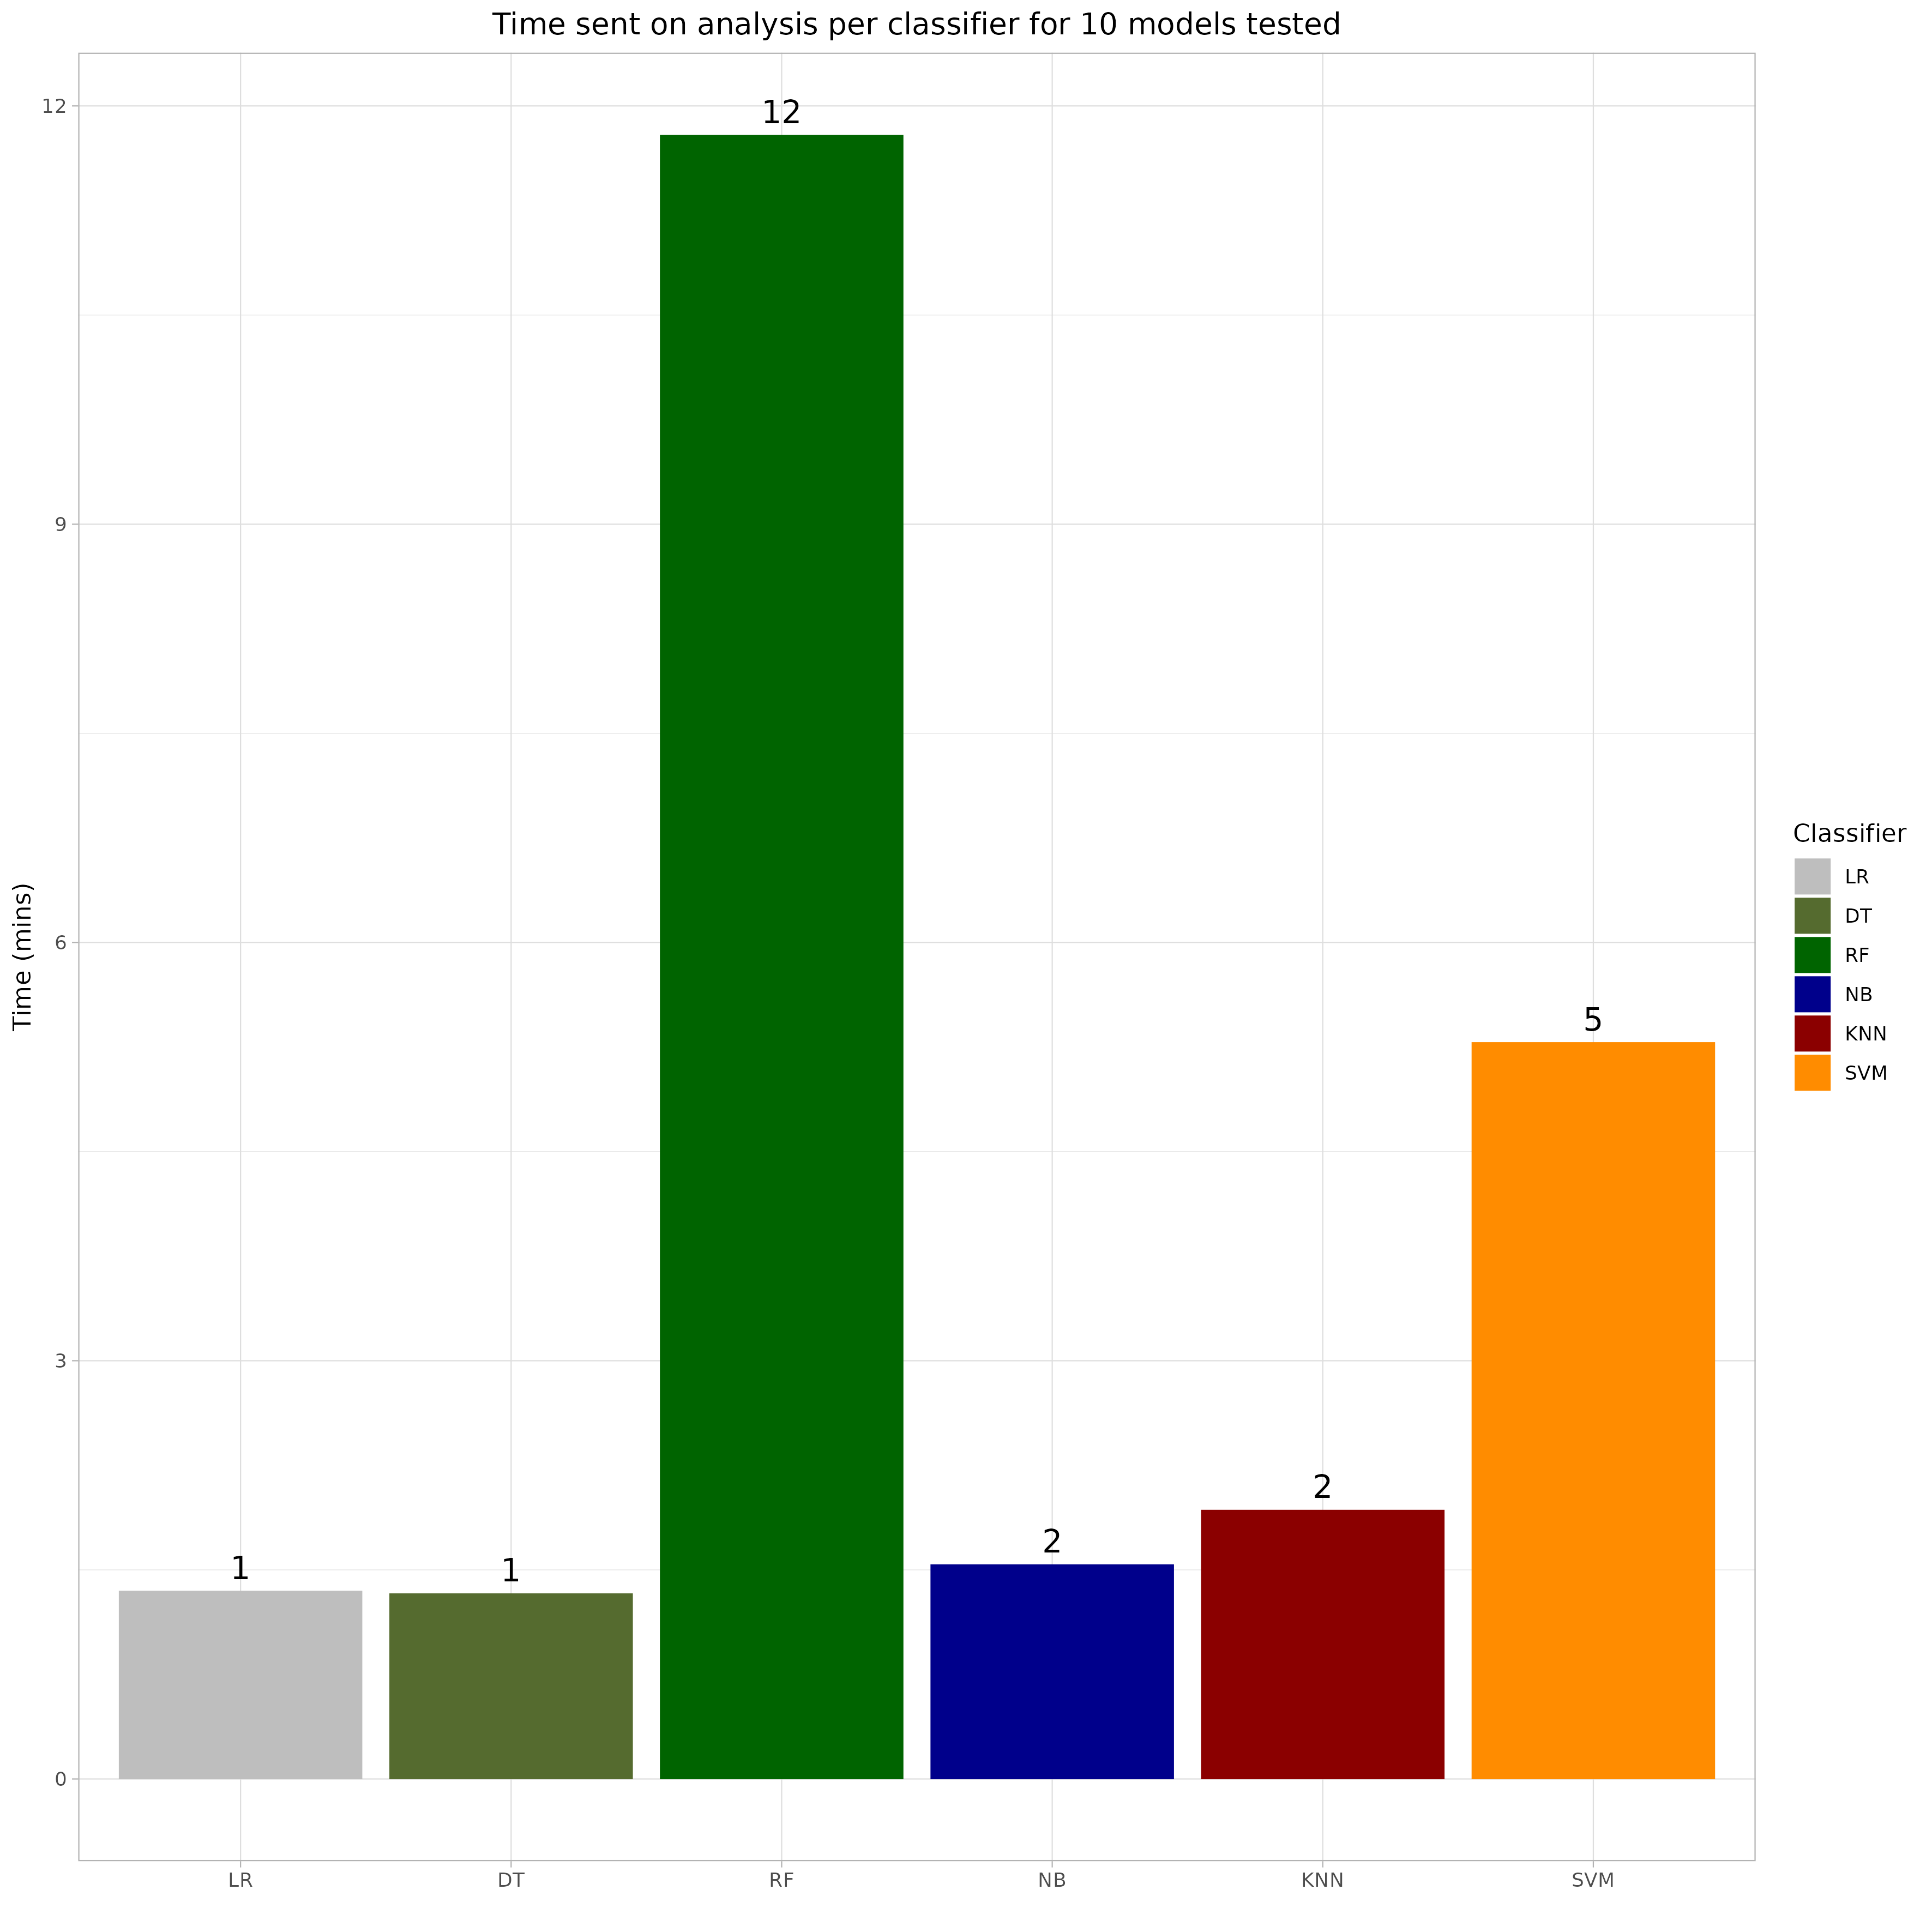 Time sent on analysis per classifier for 10 models tested
Time (mins)
12
9
6
3
0
1
1
12
2
2
5
LR
DT
RF
NB
KNN
SVM
Classifier
LR
DT
RF
NB
KNN
SVM